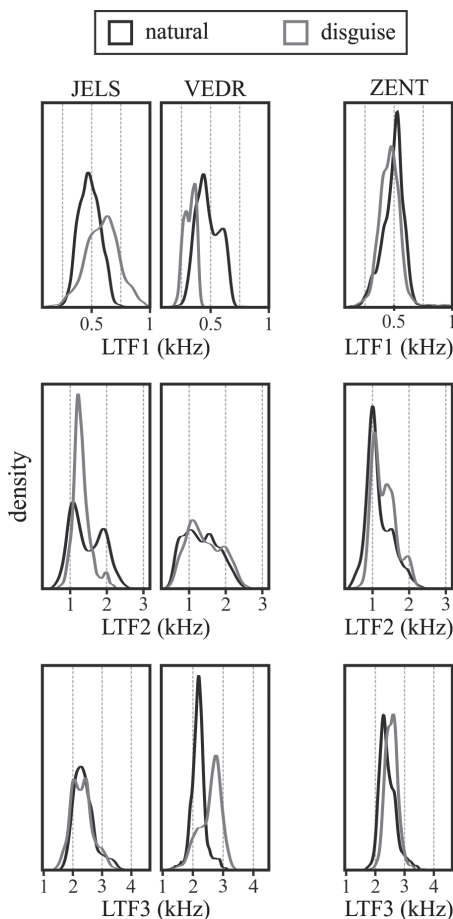 natural disguise
JELS VEDR ZENT
0.5 1 0.5 1 0.5 1
LTF1 (kHz) LTF1 (kHz)
density
1 2 3 1 2 3 1 2 3
LTF2 (kHz) LTF2 (kHz)
1 2 3 4 1 2 3 4 1 2 3 4
LTF3 (kHz) LTF3 (kHz)